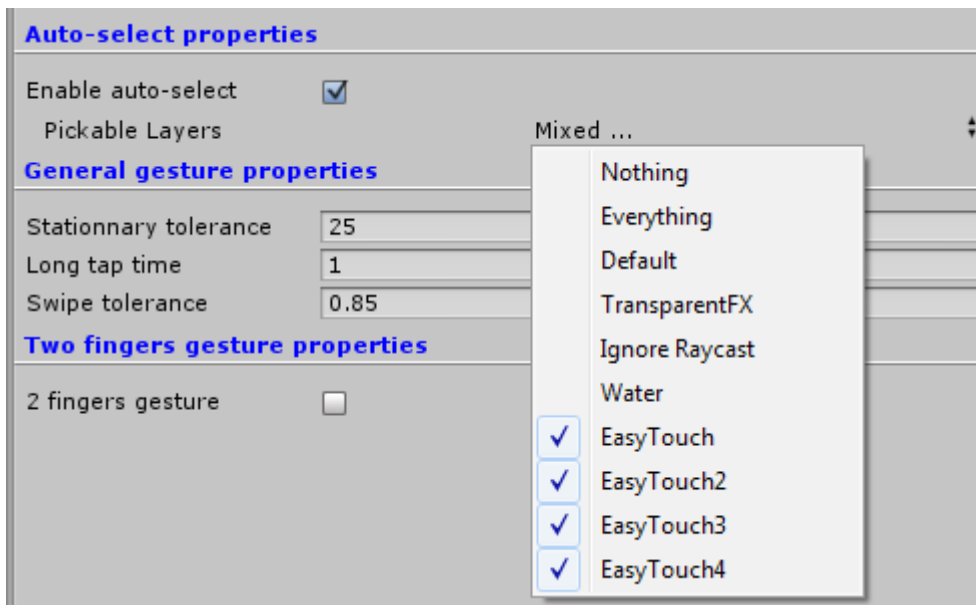 Auto-select properties
Enable auto-select
Pickable Layers Mixed ...
General gesture properties
Nothing
Everything
Stationnary tolerance 25
Default
Long tap time 1
TransparentFX
Swipe tolerance 0.85
Two fingers gesture properties
Ignore Raycast
Water
2 fingers gesture
EasyTouch
EasyTouch2
EasyTouch3
EasyTouch4